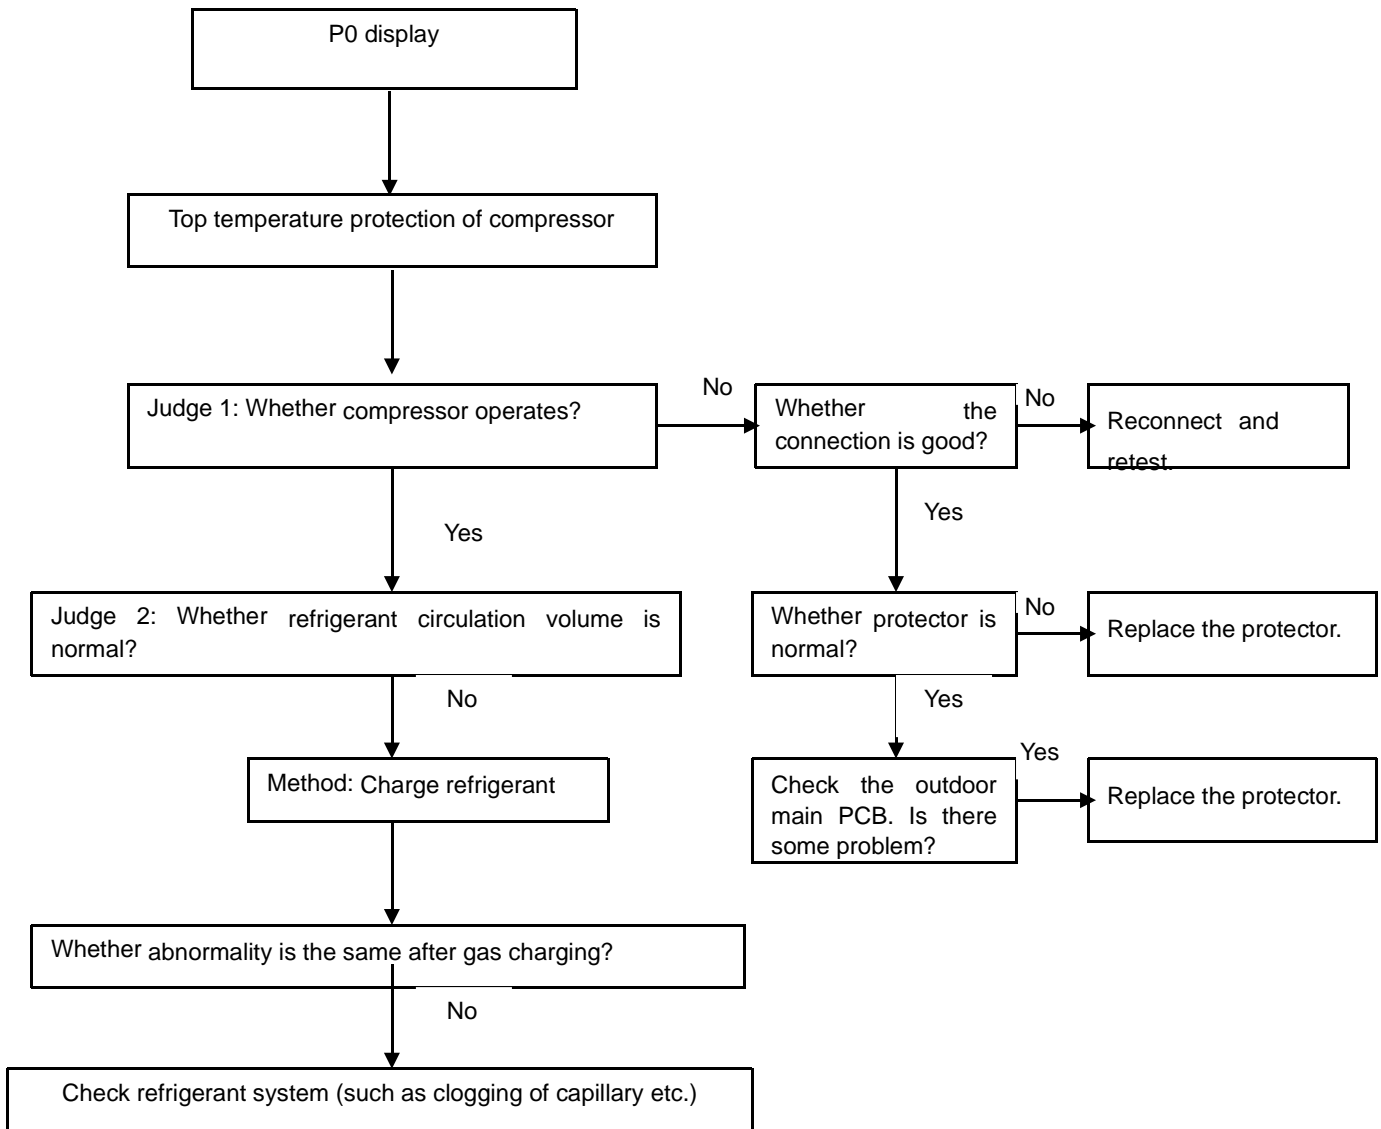 P0 display
Top temperature protection of compressor
Judge 1: Whether compressor operates?
No
Whether the
connection is good?
No
Reconnect and
retest.
Yes
Yes
Judge 2: Whether refrigerant circulation volume is
normal?
Whether protector is
normal?
No
Replace the protector.
No
Yes
Method: Charge refrigerant
Check the outdoor
main PCB. Is there
some problem?
Yes
Replace the protector.
Whether abnormality is the same after gas charging?
No
Check refrigerant system (such as clogging of capillary etc.)